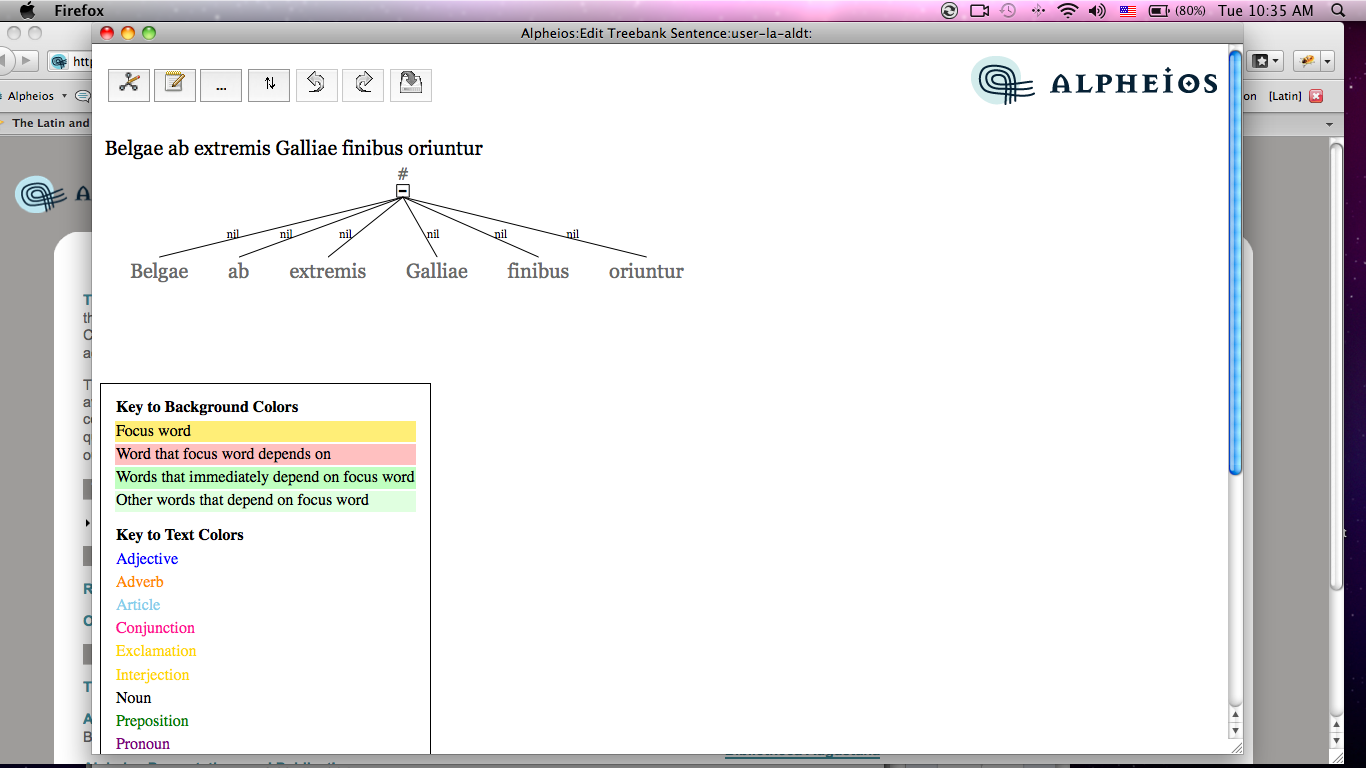 Firefox
(80%) Tue 10:35 AM
Alpheios:Edit Treebank Sentence:user-la-aldt:
htt
...
ALPHEIOS
Alpheios
on [Latin]
The Latin and
Belgae ab extremis Galliae finibus oriuntur
#
nil nil nil nil nil nil
Belgae ab extremis Galliae finibus oriuntur
Key to Background Colors
Focus word
Word that focus word depends on
Words that immediately depend on focus word
Other words that depend on focus word
Key to Text Colors
Adjective
Adverb
Article
Conjunction
Exclamation
Interjection
Noun
Preposition
Pronoun